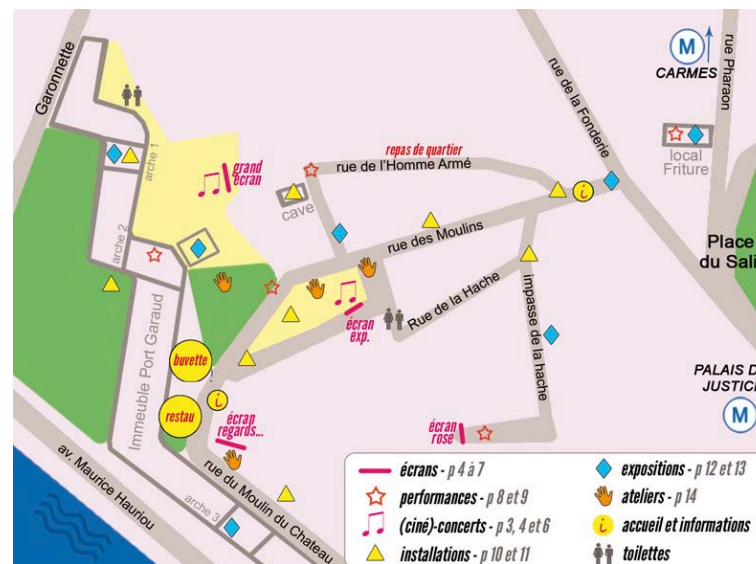 Garonnette
rue de la Fonderie
M
CARMES
rue Pharaon
arche 1
grand
écran
repas de quartier
rue de l'Homme Armé
local
Friture
cave
i
arche 2
rue des Moulins
Place
du Sali
Immeuble Port Garaud
écran
exp.
Rue de la Hache
impasse de la hache
buvette
restau
i
écran
regards...
écran
rose
PALAIS D
JUSTICE
M
av. Maurice Hauriou
rue du Moulin du Chateau
arche 3
écrans - p 4 à 7
performances - p 8 et 9
(ciné)-concerts - p 3, 4 et 6
installations - p 10 et 11
expositions - p 12 et 13
ateliers - p 14
i accueil et informations
toilettes